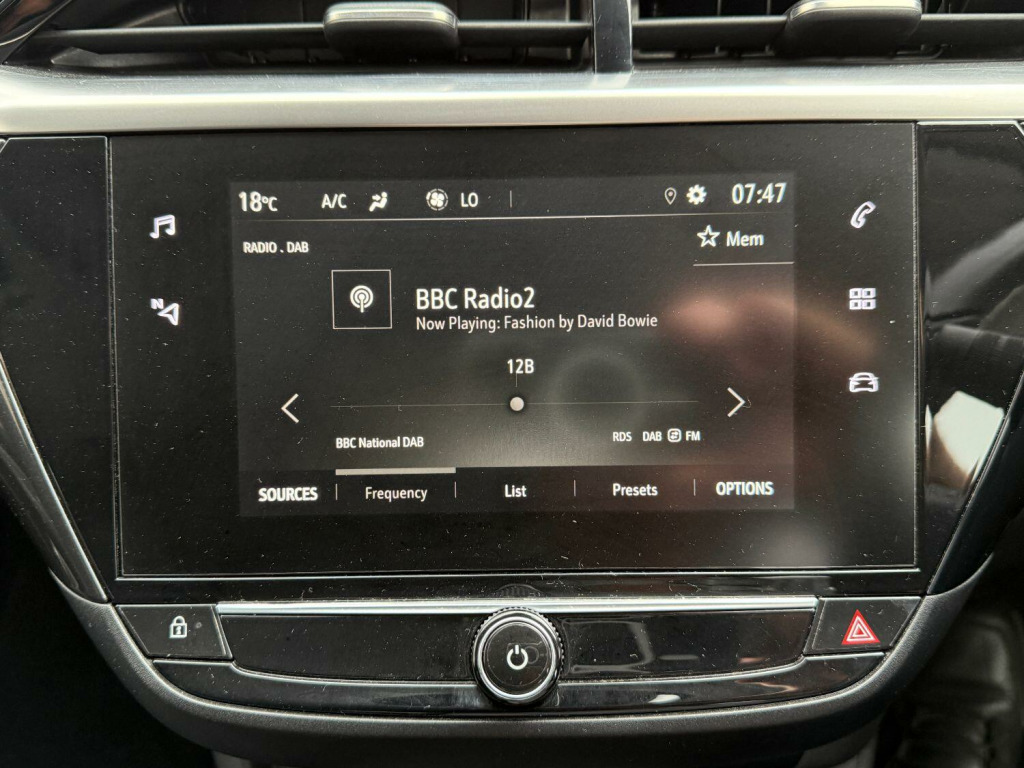 18°C A/C LO 07:47
RADIO . DAB
Mem
BBC Radio2
Now Playing: Fashion by David Bowie
N
12B
BBC National DAB RDS DAB FM
SOURCES Frequency List Presets OPTIONS